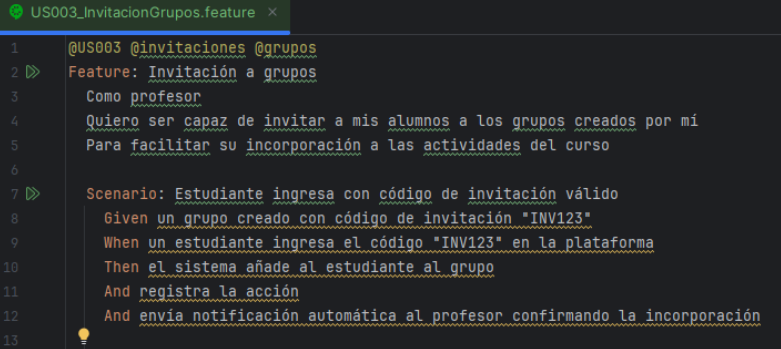 US003_InvitacionGrupos.feature ×
1 @US003 @invitaciones @grupos
2 Feature: Invitación a grupos
3 Como profesor
4 Quiero ser capaz de invitar a mis alumnos a los grupos creados por mí
5 Para facilitar su incorporación a las actividades del curso
6
7 Scenario: Estudiante ingresa con código de invitación válido
8 Given un grupo creado con código de invitación "INV123"
9 When un estudiante ingresa el código "INV123" en la plataforma
10 Then el sistema añade al estudiante al grupo
11 And registra la acción
12 And envía notificación automática al profesor confirmando la incorporación
13